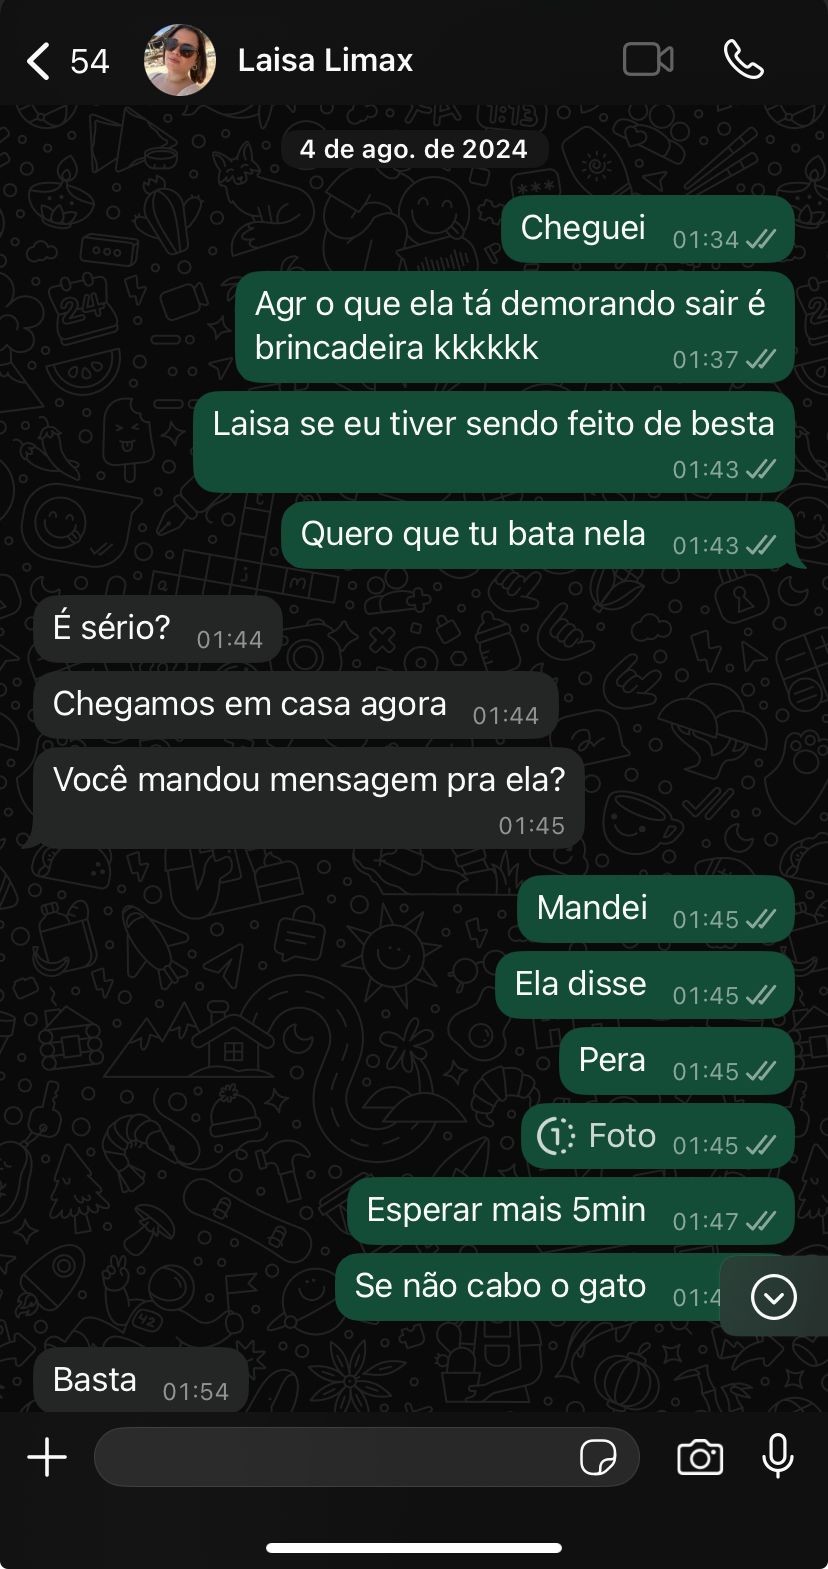 54
Laisa Limax
4 de ago. de 2024
Cheguei 01:34
Agr o que ela tá demorando sair é
brincadeira kkkkkk 01:37
Laisa se eu tiver sendo feito de besta
01:43
Quero que tu bata nela 01:43
É sério? 01:44
Chegamos em casa agora 01:44
Você mandou mensagem pra ela?
01:45
Mandei 01:45
Ela disse 01:45
Pera 01:45
1 Foto 01:45
Esperar mais 5min 01:47
Se não cabo o gato 01:4
Basta 01:54